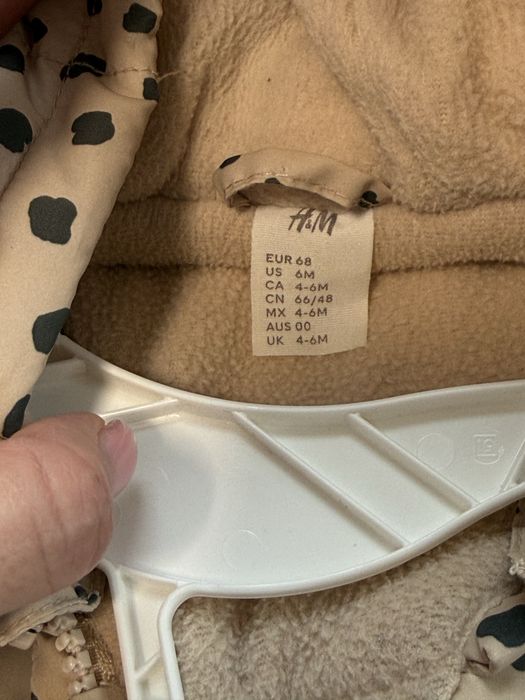 H&M
EUR 68
US 6M
CA 4-6M
CN 66/48
MX 4-6M
AUS 00
UK 4-6M